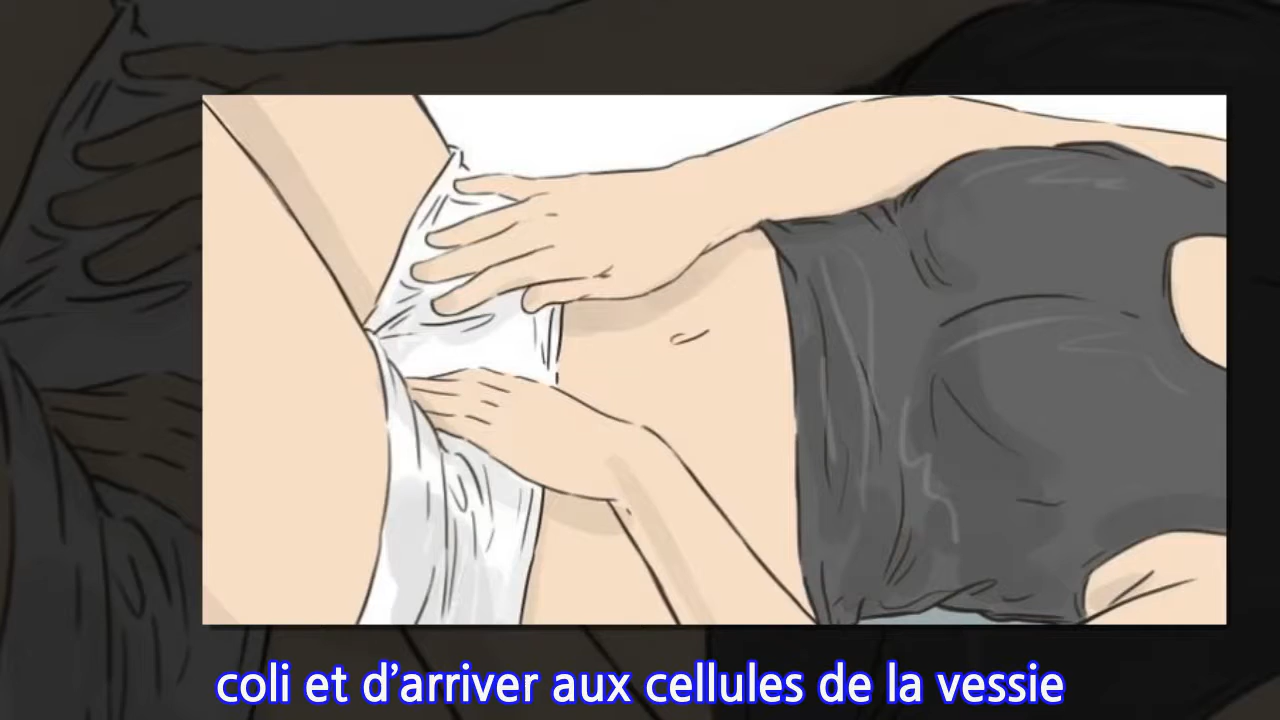 coli et d’arriver aux cellules de la vessie